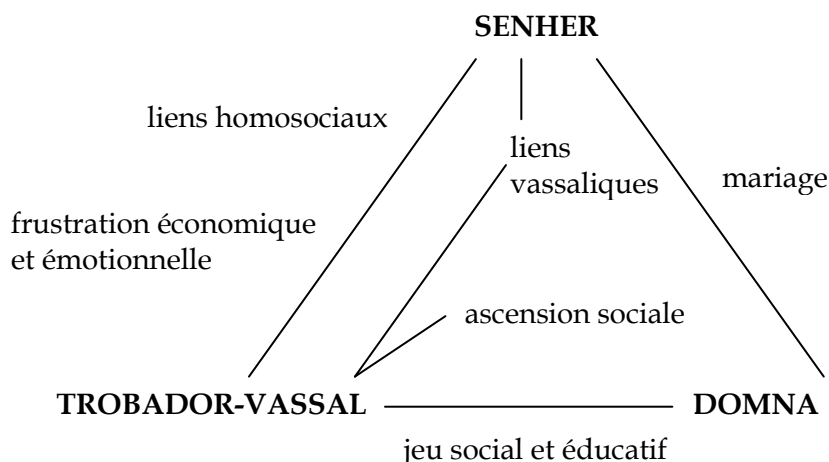 SENHER
liens homosociaux
liens
vassaliques
mariage
frustration économique
et émotionnelle
ascension sociale
TROBADOR-VASSAL
DOMNA
jeu social et éducatif